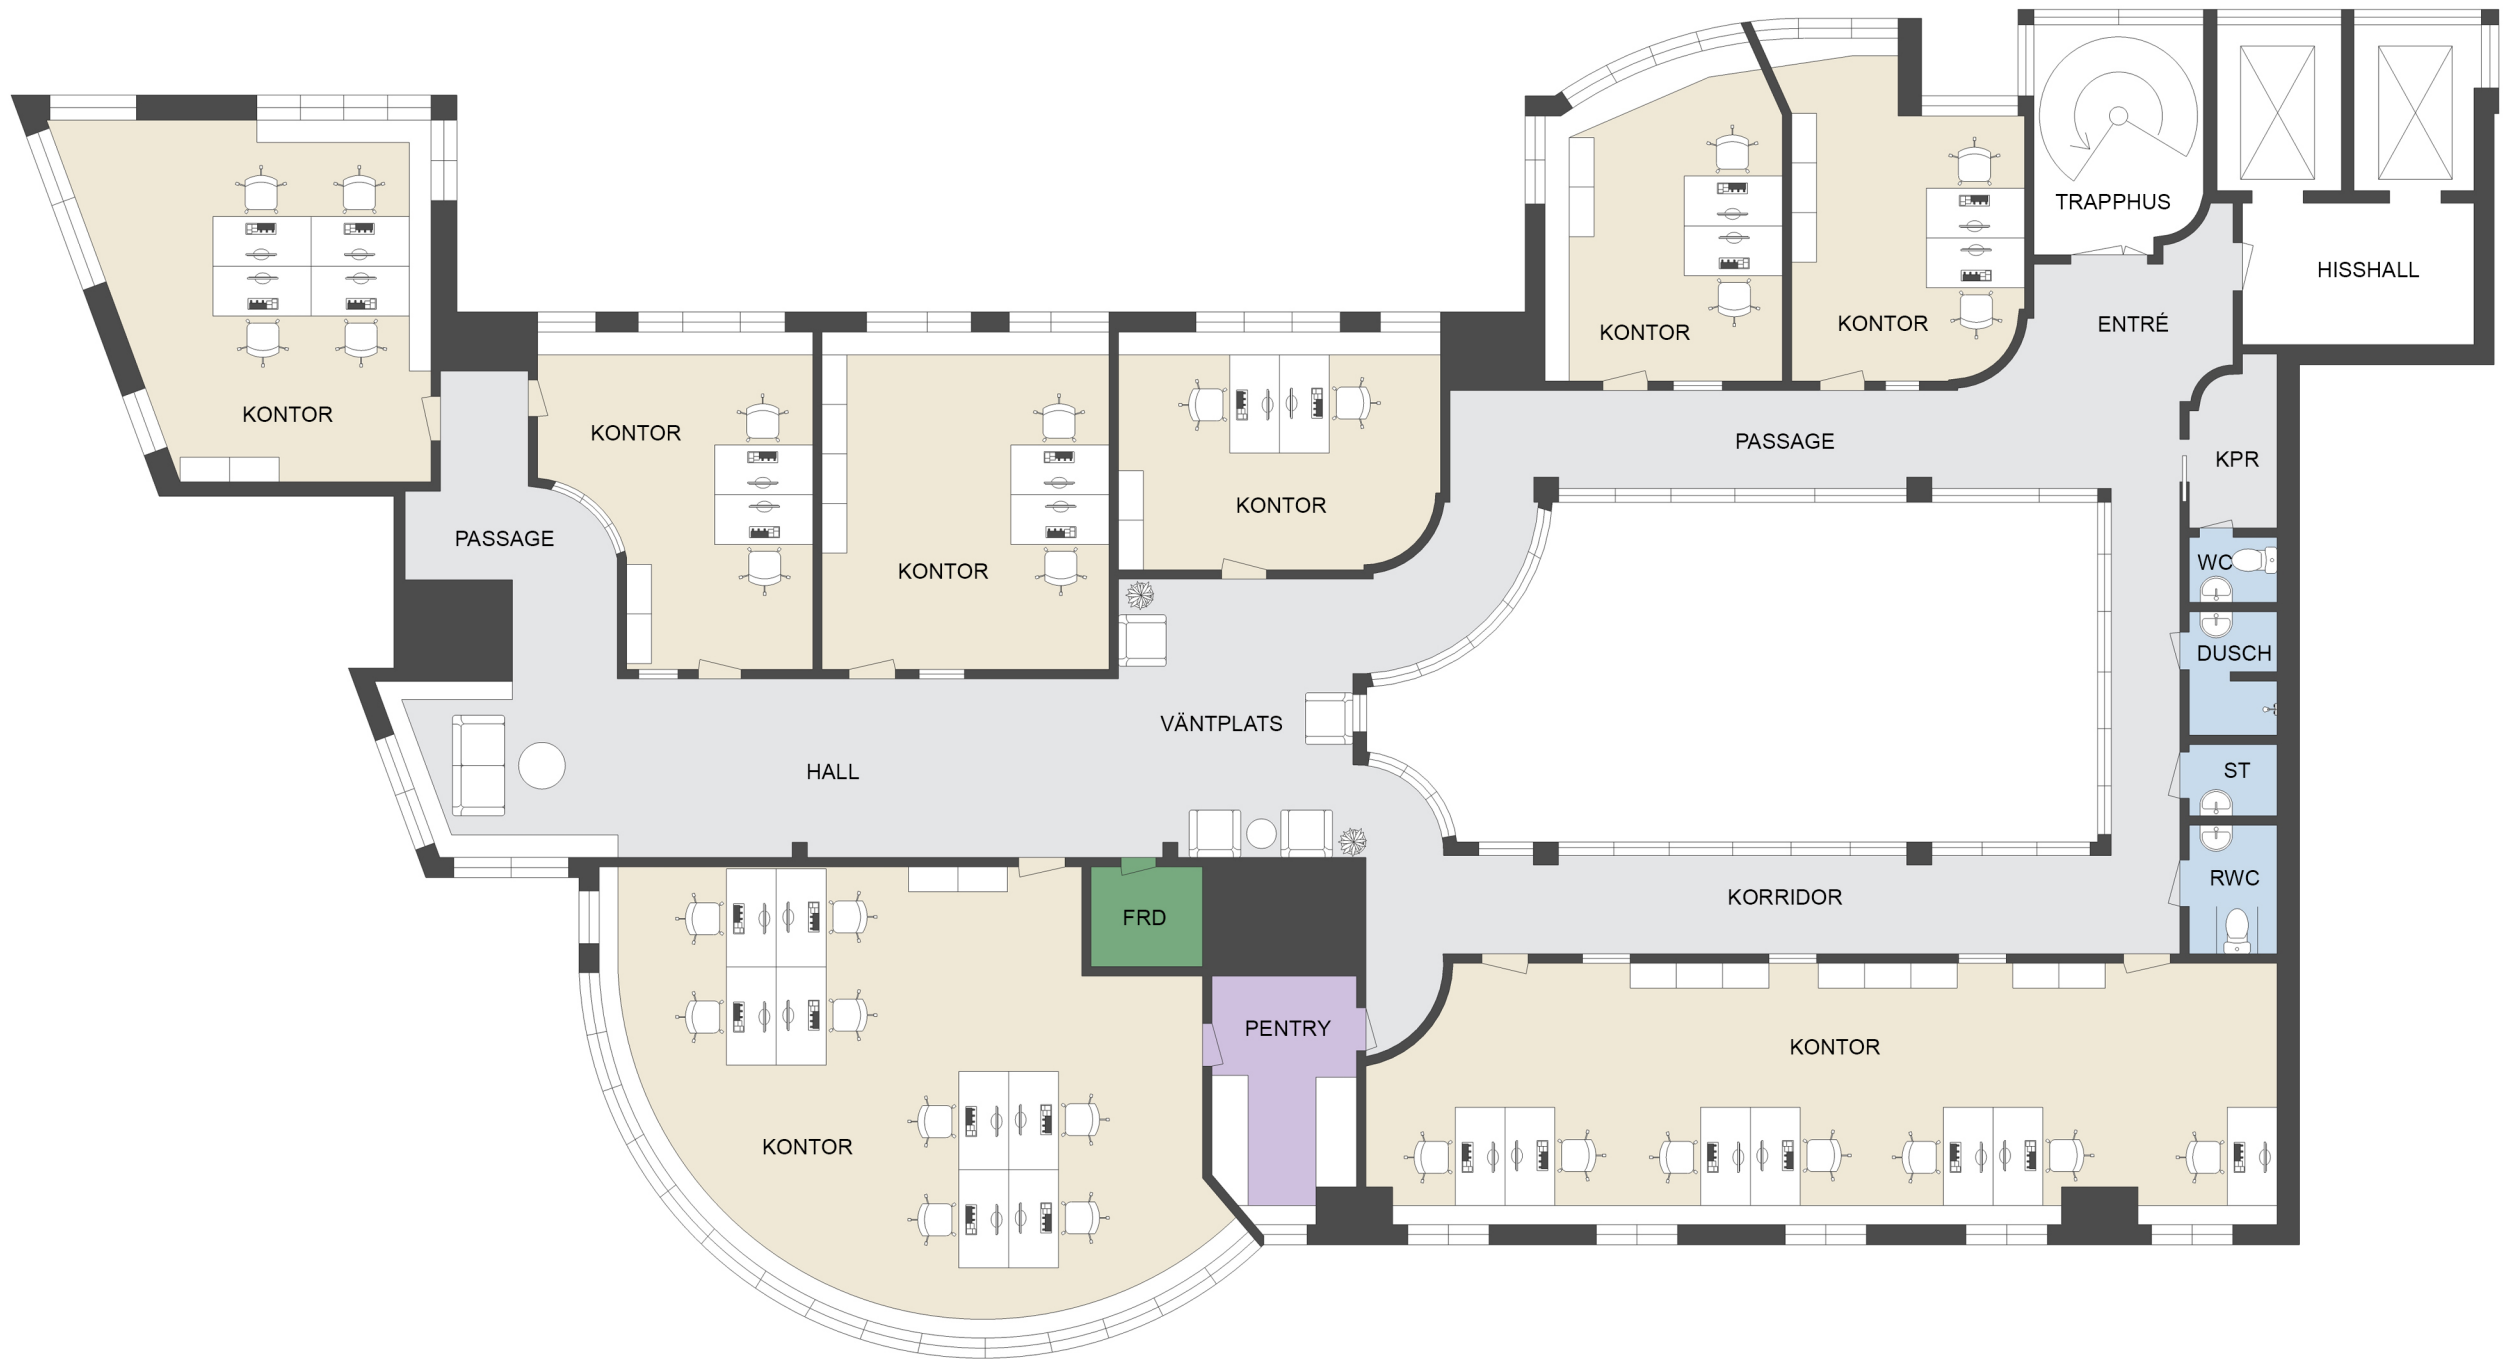 TRAPPHUS
HISSHALL
ENTRÉ
KONTOR
KONTOR
KONTOR
KONTOR
PASSAGE
KPR
KONTOR
PASSAGE
WC
KONTOR
DUSCH
VÄNTPLATS
HALL
ST
RWC
KORRIDOR
FRD
PENTRY
KONTOR
KONTOR